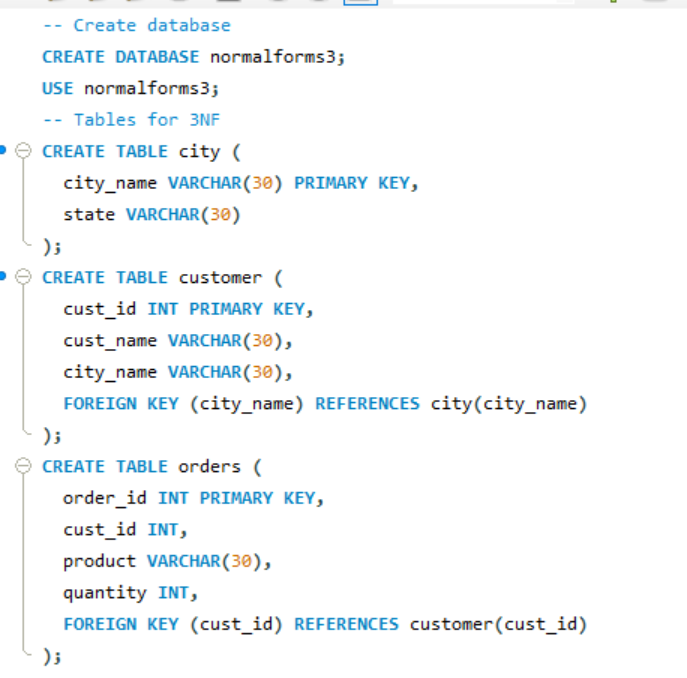 -- Create database
CREATE DATABASE normalforms3;
USE normalforms3;
-- Tables for 3NF
CREATE TABLE city (
city_name VARCHAR(30) PRIMARY KEY,
state VARCHAR(30)
);
CREATE TABLE customer (
cust_id INT PRIMARY KEY,
cust_name VARCHAR(30),
city_name VARCHAR(30),
FOREIGN KEY (city_name) REFERENCES city(city_name)
);
CREATE TABLE orders (
order_id INT PRIMARY KEY,
cust_id INT,
product VARCHAR(30),
quantity INT,
FOREIGN KEY (cust_id) REFERENCES customer(cust_id)
);